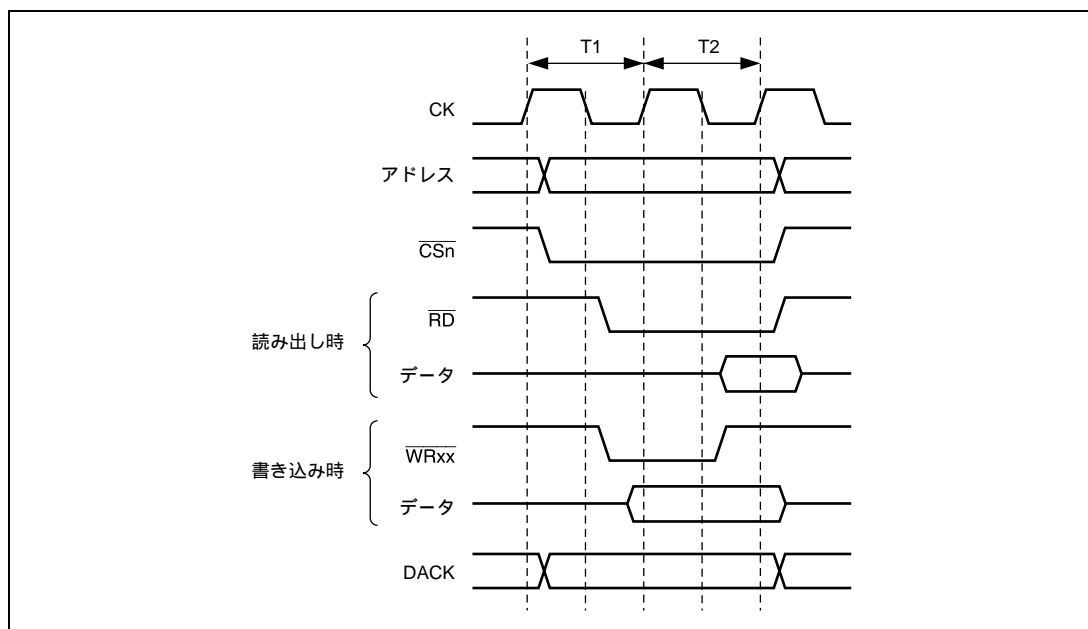 T1 T2
CK
アドレス
CSn
RD
読み出し時
データ
WRxx
書き込み時
データ
DACK